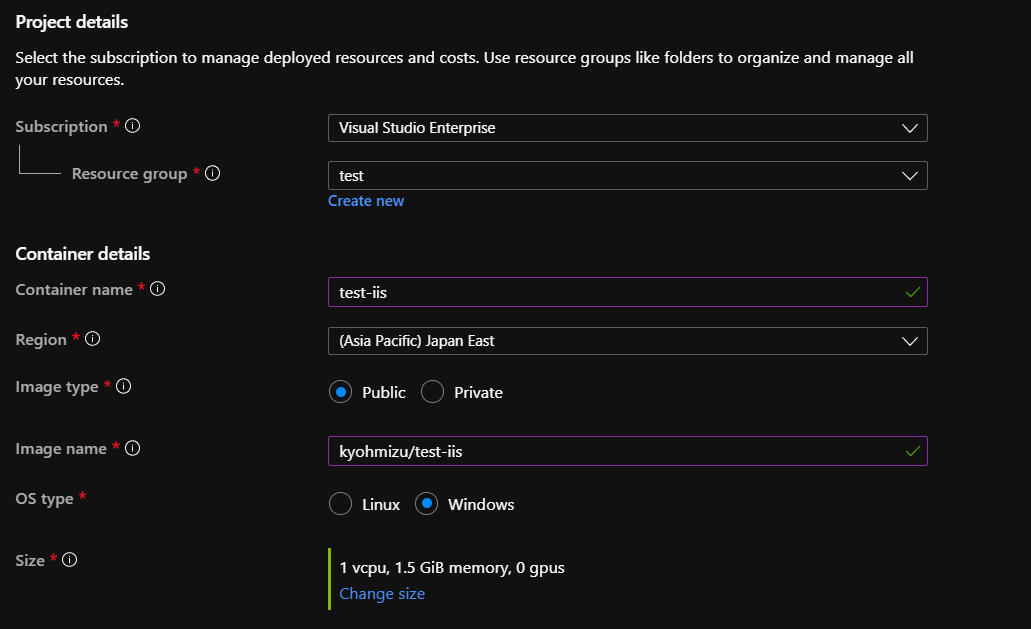 Project details
Select the subscription to manage deployed resources and costs. Use resource groups like folders to organize and manage all
your resources.
Subscription *
Visual Studio Enterprise
Resource group *
test
Create new
Container details
Container name *
test-iis
Region *
(Asia Pacific) Japan East
Image type *
Public Private
Image name *
kyohmizu/test-iis
OS type *
Linux Windows
Size *
1 vcpu, 1.5 GiB memory, 0 gpus
Change size